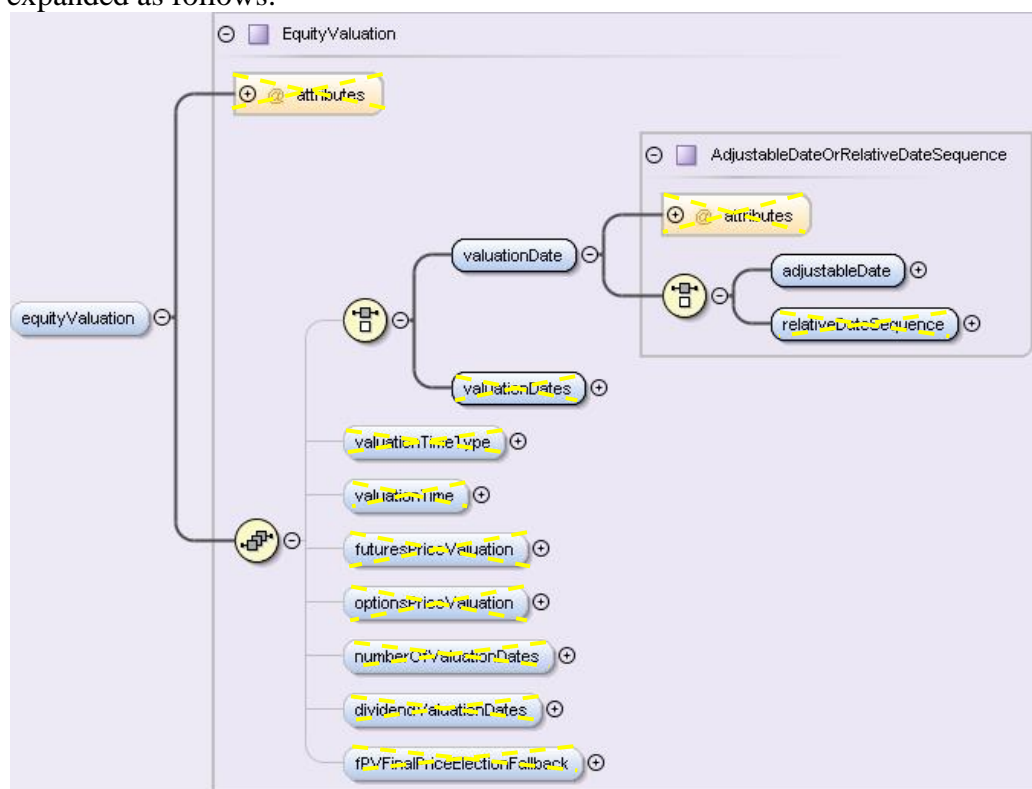 expanded as follows:
EquityValuation
@ attributes
AdjustableDateOrRelativeDateSequence
@ attributes
valuationDate
adjustableDate
equityValuation
relativeDateSequence
valuationDates
valuationTimeType
valuationTime
futuresPriceValuation
optionsPriceValuation
numberOfValuationDates
dividendValuationDates
fPVFinalPriceElectionFallback